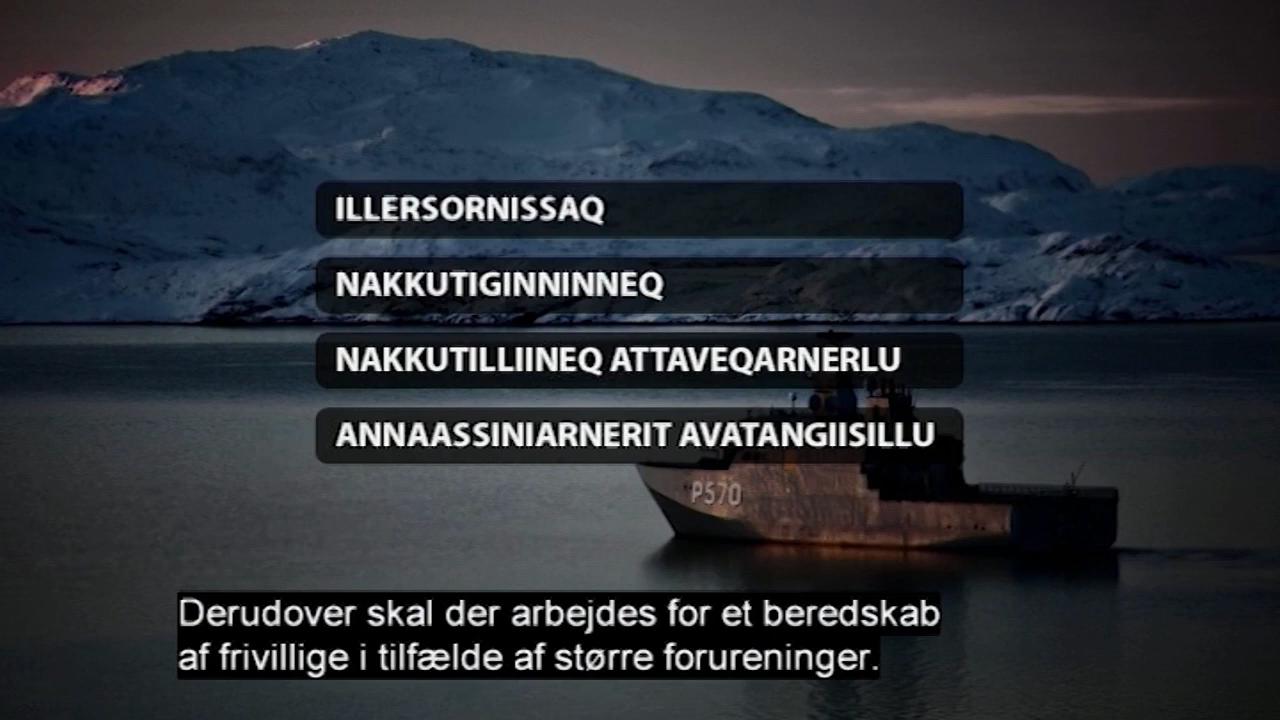 ILLERSORNISSAQ
NAKKUTIGINNINNEQ
NAKKUTILLIINEQ ATTAVEQARNERLU
ANNAASSINIARNERIT AVATANGIISILLU
P570
Derudover skal der arbejdes for et beredskab
af frivillige i tilfælde af større forureninger.